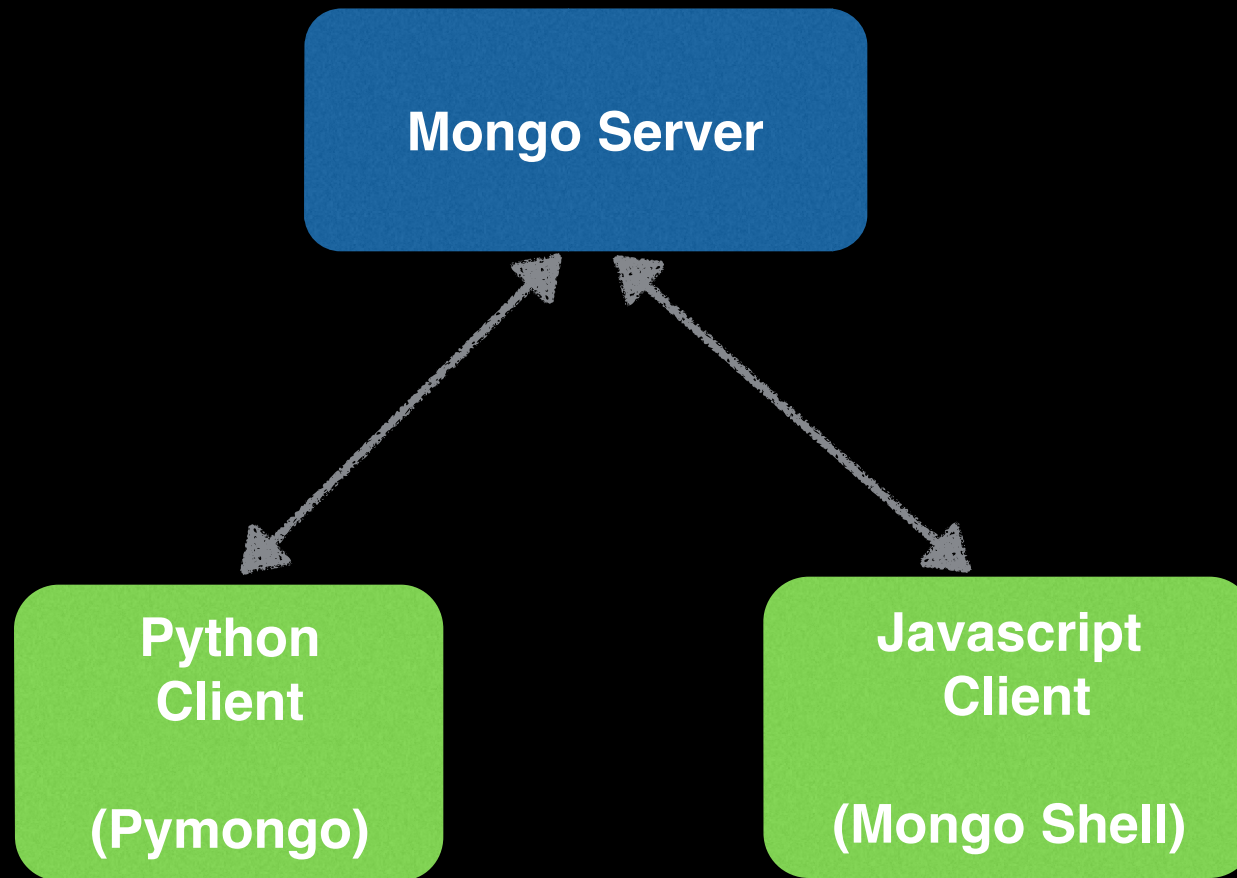 Mongo Server
Python
Client
(Pymongo)
Javascript
Client
(Mongo Shell)